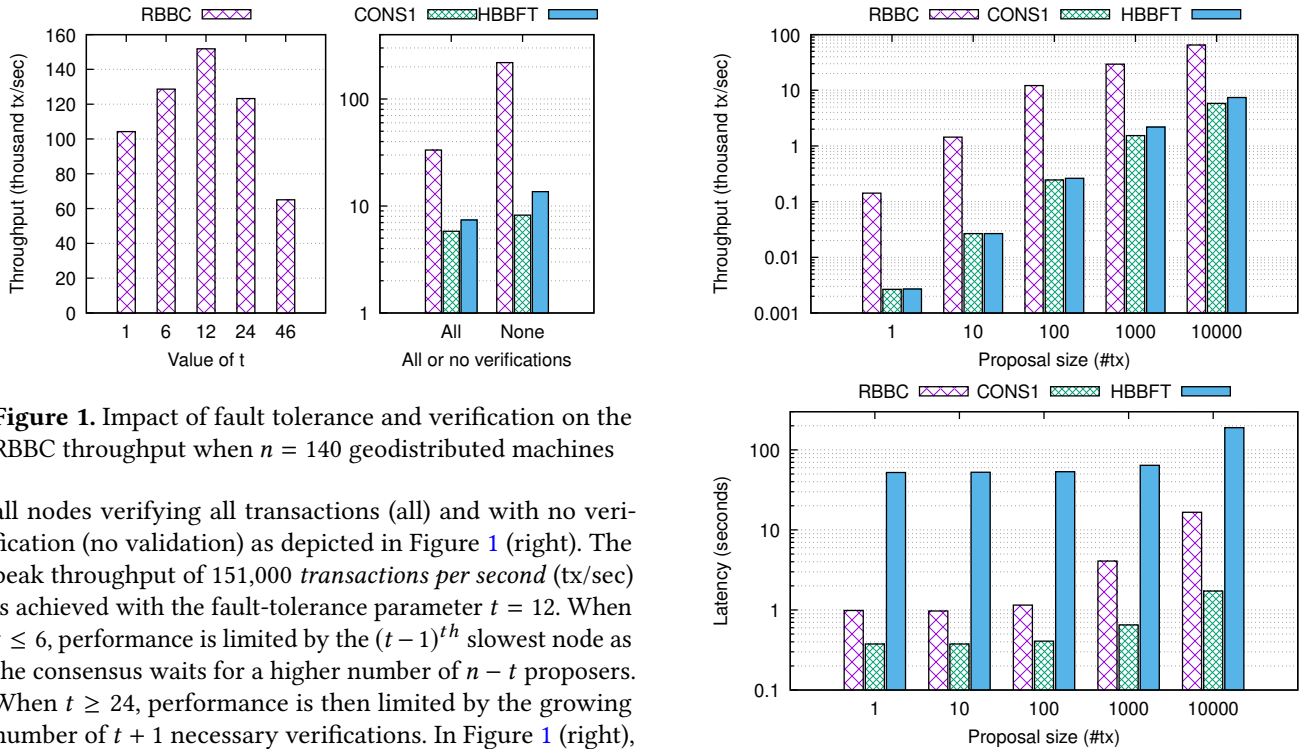 RBBC
Throughput (thousand tx/sec)
160
140
120
100
80
60
40
20
0
1 6 12 24 46
Value of t
CONS1 HBBFT
100
10
1
All None
All or no verifications
Figure 1. Impact of fault tolerance and verification on the
RBBC throughput when n = 140 geodistributed machines
all nodes verifying all transactions (all) and with no veri-
fication (no validation) as depicted in Figure 1 (right). The
peak throughput of 151,000 transactions per second (tx/sec)
is achieved with the fault-tolerance parameter t = 12. When
t ≤ 6, performance is limited by the (t − 1)th slowest node as
the consensus waits for a higher number of n − t proposers.
When t ≥ 24, performance is then limited by the growing
number of t + 1 necessary verifications. In Figure 1 (right),
RBBC CONS1 HBBFT
Throughput (thousand tx/sec)
100
10
1
0.1
0.01
0.001
1 10 100 1000 10000
Proposal size (#tx)
RBBC CONS1 HBBFT
Latency (seconds)
100
10
1
0.1
1 10 100 1000 10000
Proposal size (#tx)